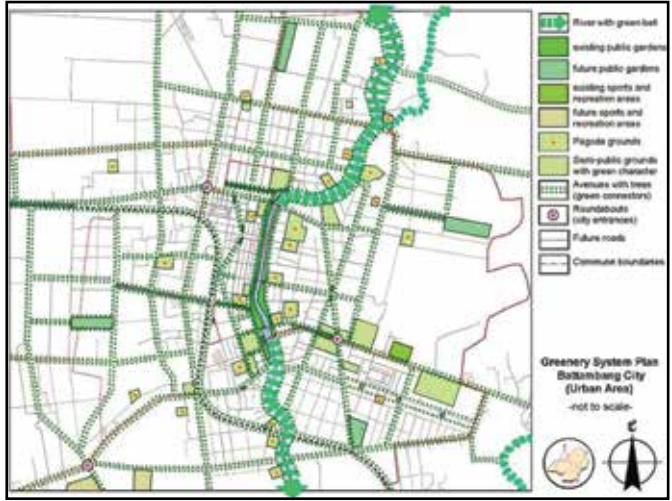 River with green belt
existing public gardens
future public gardens
existing sports and
recreation areas
future sports and
recreation areas
Pagoda grounds
Semi-public grounds
with green character
Avenues with trees
(green connectors)
Roundabouts
(city entrances)
Future roads
Commune boundaries
Greenery System Plan
Battambang City
(Urban Area)
-not to scale-